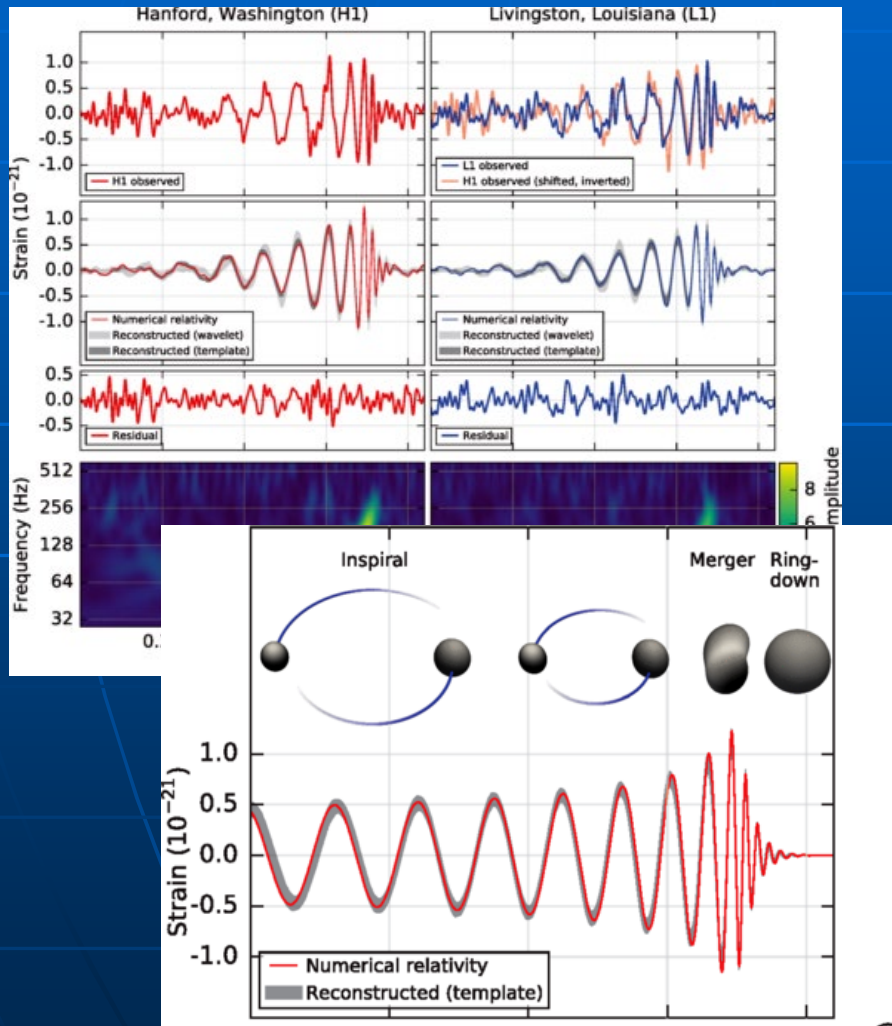 Hanford, Washington (H1)
Livingston, Louisiana (L1)
1.0
0.5
0.0
-0.5
-1.0
H1 observed
L1 observed
H1 observed (shifted, inverted)
Strain (10⁻²¹)
1.0
0.5
0.0
-0.5
-1.0
Numerical relativity
Reconstructed (wavelet)
Reconstructed (template)
Numerical relativity
Reconstructed (wavelet)
Reconstructed (template)
0.5
0.0
-0.5
Residual
Residual
Frequency (Hz)
512
256
128
64
32
8
Inspiral
Merger
Ring-
down
Strain (10⁻²¹)
1.0
0.5
0.0
-0.5
-1.0
Numerical relativity
Reconstructed (template)